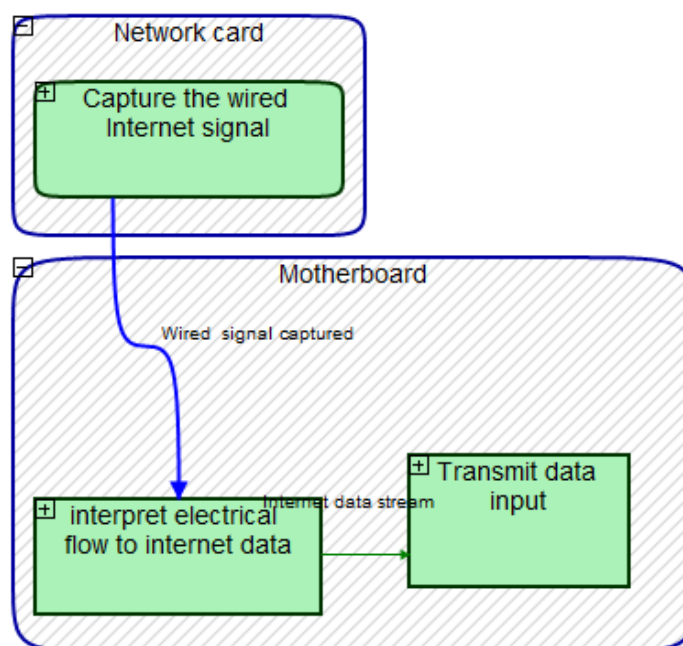 Network card
Capture the wired
Internet signal
Motherboard
Wired signal captured
Transmit data
input
Internet data stream
interpret electrical
flow to internet data